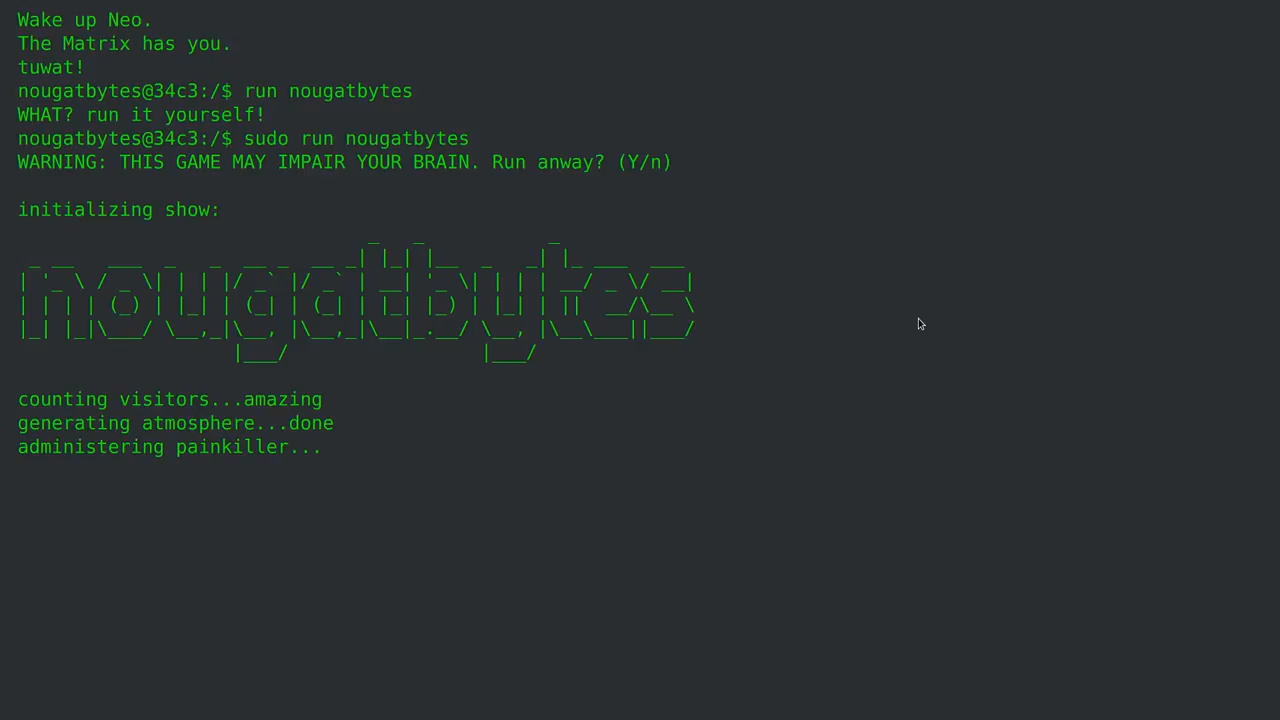 Wake up Neo.
The Matrix has you.
tuwat!
nougatbytes@34c3:/$ run nougatbytes
WHAT? run it yourself!
nougatbytes@34c3:/$ sudo run nougatbytes
WARNING: THIS GAME MAY IMPAIR YOUR BRAIN. Run anway? (Y/n)
initializing show:
nougatbytes
counting visitors...amazing
generating atmosphere...done
administering painkiller...